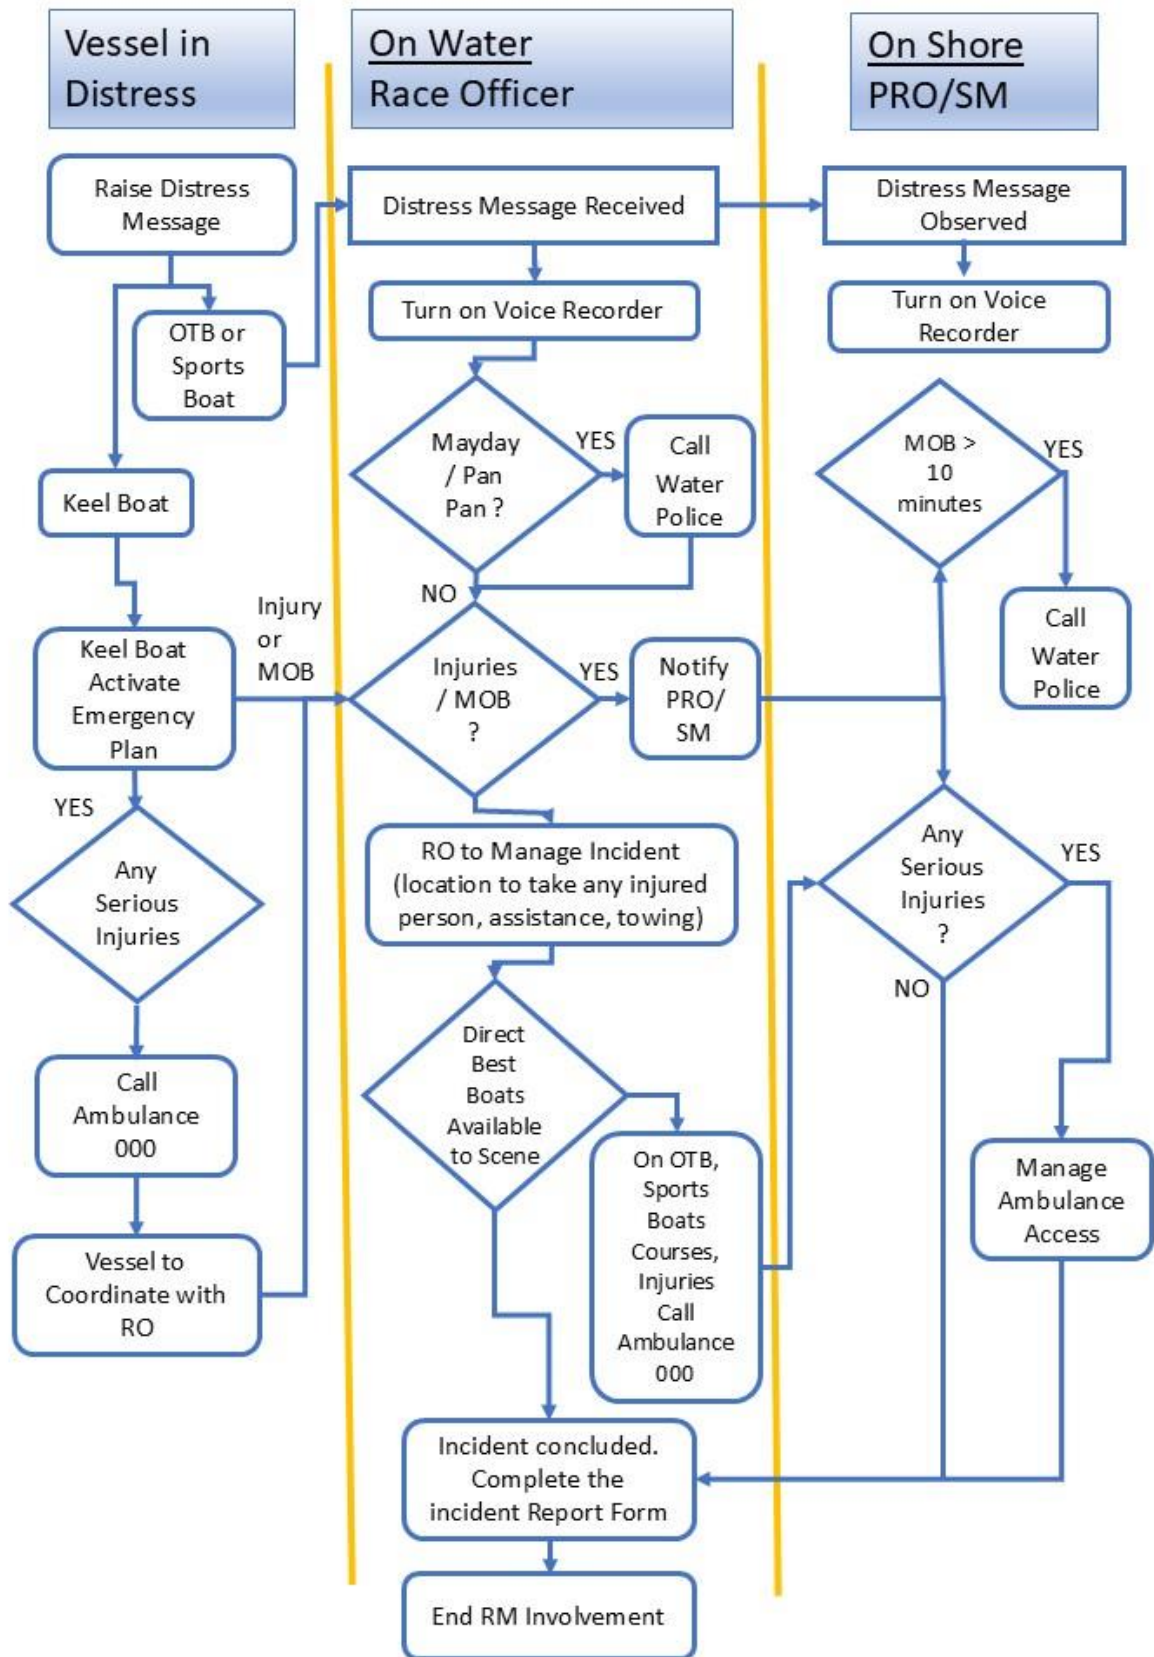 Vessel in
Distress
On Water
Race Officer
On Shore
PRO/SM
Raise Distress
Message
Distress Message Received
Distress Message
Observed
Turn on Voice Recorder
Turn on Voice
Recorder
OTB or
Sports
Boat
Mayday
/ Pan
Pan ?
YES
Call
Water
Police
NO
MOB >
10
minutes
YES
Call
Water
Police
Keel Boat
Keel Boat
Activate
Emergency
Plan
Injury
or
MOB
Injuries
/ MOB
?
YES
Notify
PRO/
SM
YES
Any
Serious
Injuries
RO to Manage Incident
(location to take any injured
person, assistance, towing)
Any
Serious
Injuries
?
YES
NO
Call
Ambulance
000
Direct
Best
Boats
Available
to Scene
On OTB,
Sports
Boats
Courses,
Injuries
Call
Ambulance
000
Manage
Ambulance
Access
Vessel to
Coordinate with
RO
Incident concluded.
Complete the
incident Report Form
End RM Involvement